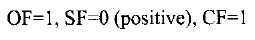 OF=1, SF=0 (positive), CF=1